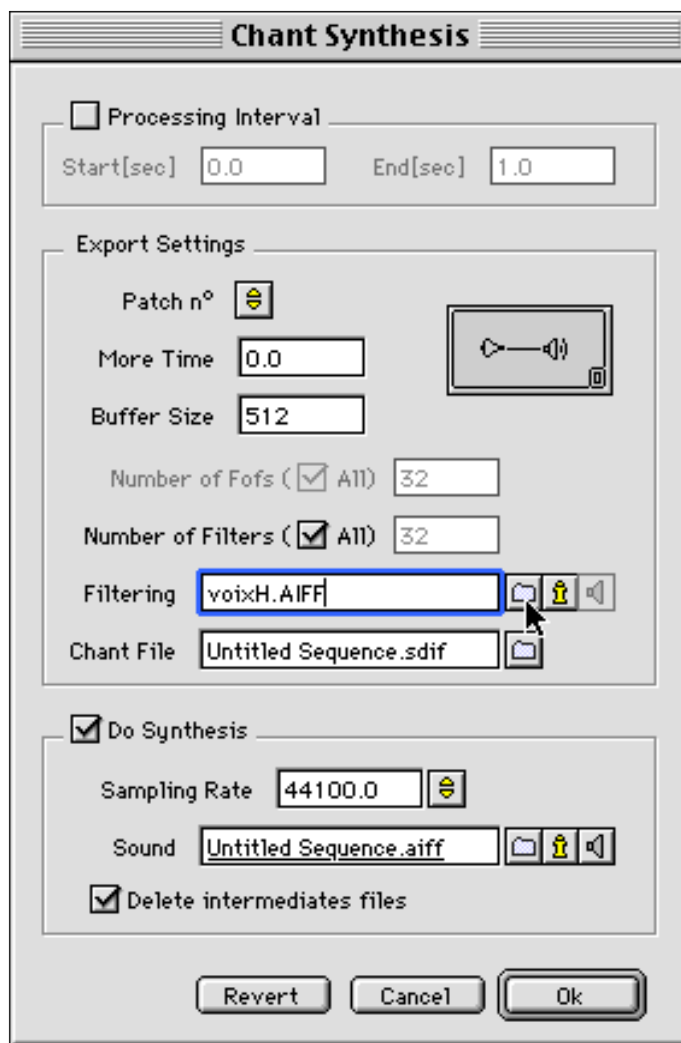 Chant Synthesis
Processing Interval
Start[sec] 0.0 End[sec] 1.0
Export Settings
Patch n°
More Time 0.0
Buffer Size 512
Number of Fofs ( All) 32
Number of Filters ( All) 32
Filtering voixH.AIFF
Chant File Untitled Sequence.sdif
Do Synthesis
Sampling Rate 44100.0
Sound Untitled Sequence.aiff
Delete intermediates files
Revert Cancel Ok